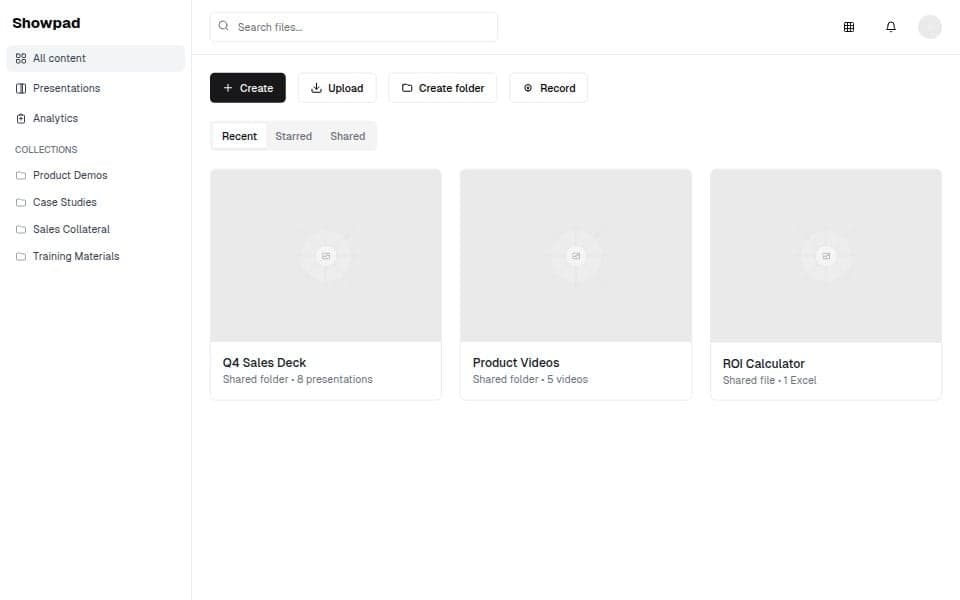 Showpad
Search files...
All content
Presentations
Analytics
COLLECTIONS
Product Demos
Case Studies
Sales Collateral
Training Materials
Create
Upload
Create folder
Record
Recent
Starred
Shared
Q4 Sales Deck
Shared folder • 8 presentations
Product Videos
Shared folder • 5 videos
ROI Calculator
Shared file • 1 Excel